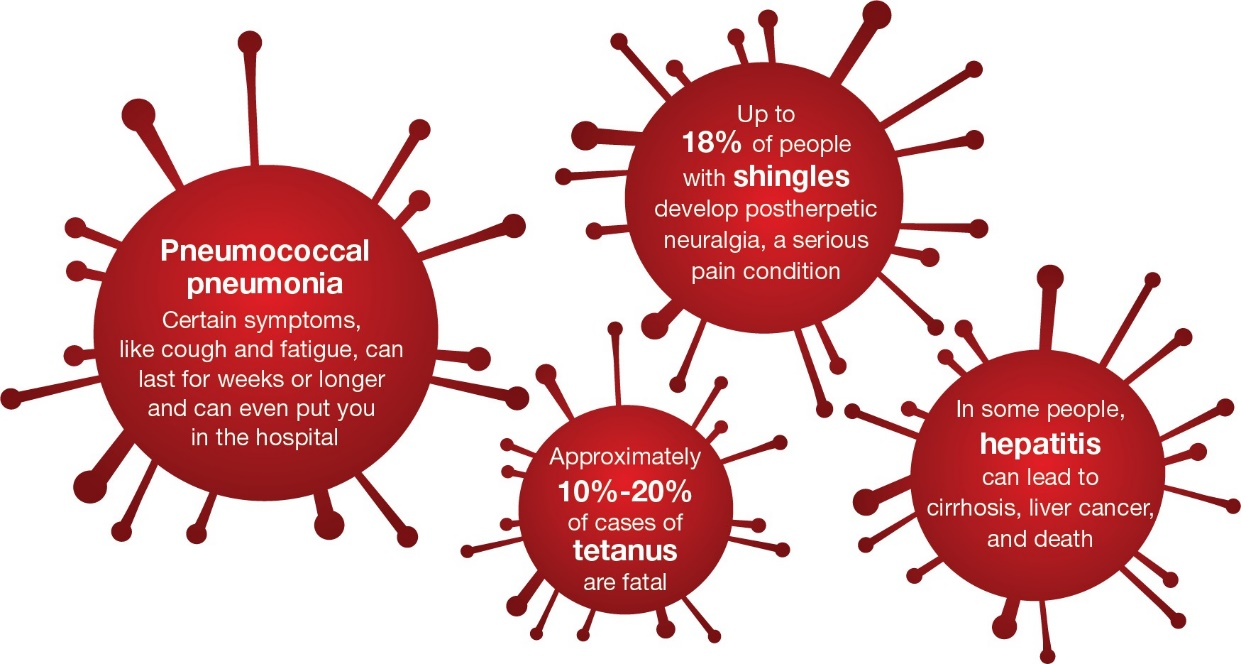 Pneumococcal
pneumonia
Certain symptoms,
like cough and fatigue, can
last for weeks or longer
and can even put you
in the hospital
Up to
18% of people
with shingles
develop postherpetic
neuralgia, a serious
pain condition
Approximately
10%-20%
of cases of
tetanus
are fatal
In some people,
hepatitis
can lead to
cirrhosis, liver cancer,
and death